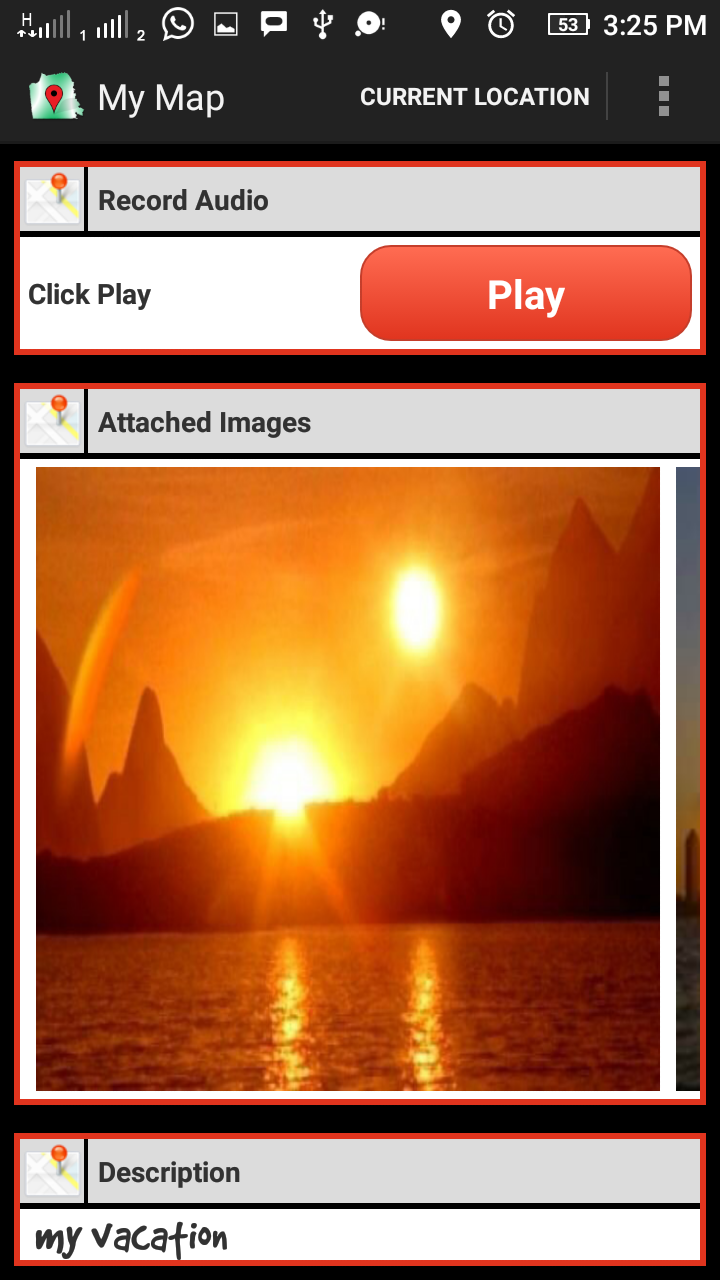 H 1 2 53 3:25 PM
My Map CURRENT LOCATION
Record Audio
Click Play Play
Attached Images
Description
my vacation